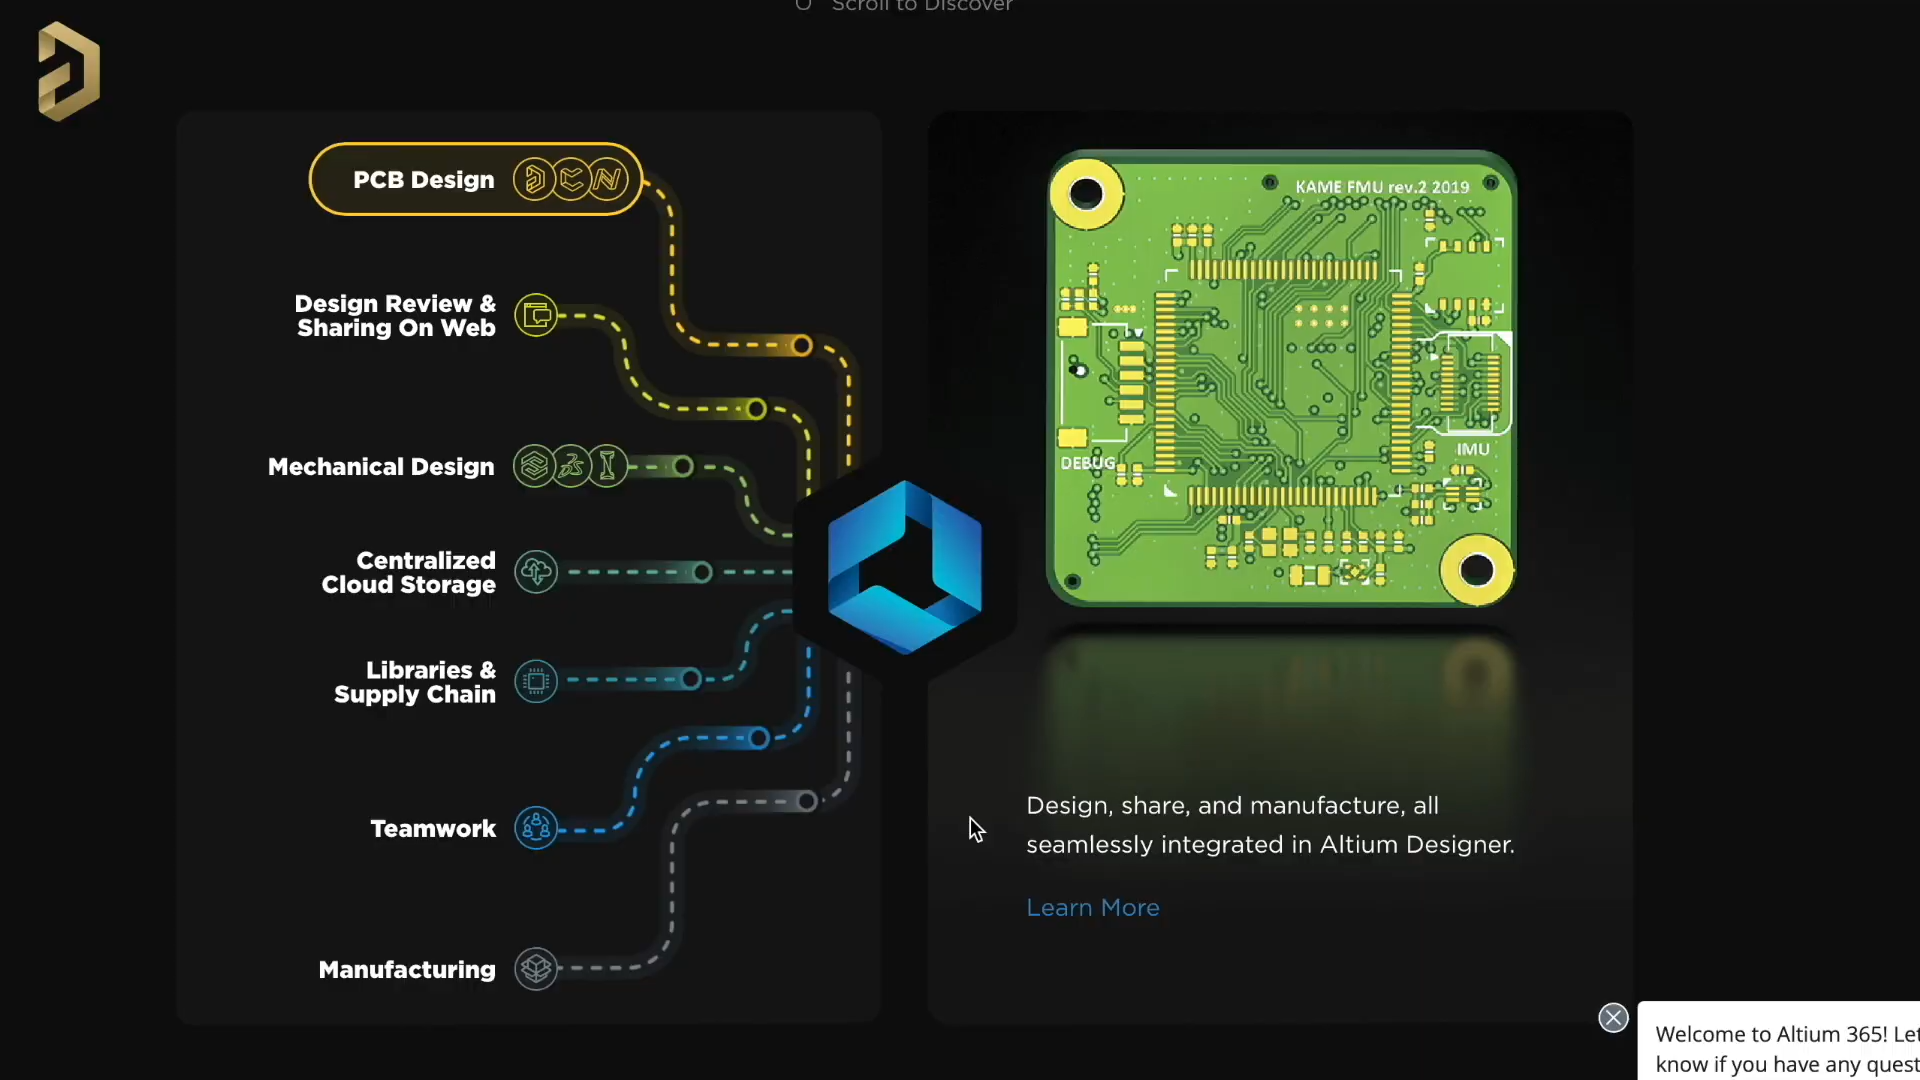 Scroll to Discover
PCB Design
Design Review &
Sharing On Web
Mechanical Design
Centralized
Cloud Storage
Libraries &
Supply Chain
Teamwork
Manufacturing
KAME FMU rev.2 2019
DEBUG
IMU
Design, share, and manufacture, all
seamlessly integrated in Altium Designer.
Learn More
Welcome to Altium 365! Let
know if you have any quest